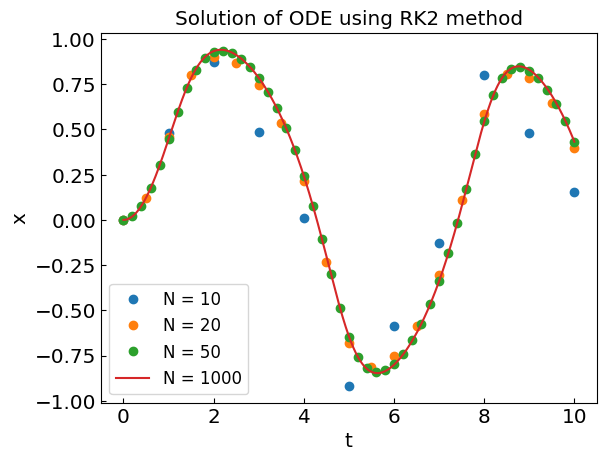 Solution of ODE using RK2 method
1.00
0.75
0.50
0.25
0.00
−0.25
−0.50
−0.75
−1.00
x
N = 10
N = 20
N = 50
N = 1000
0 2 4 6 8 10
t